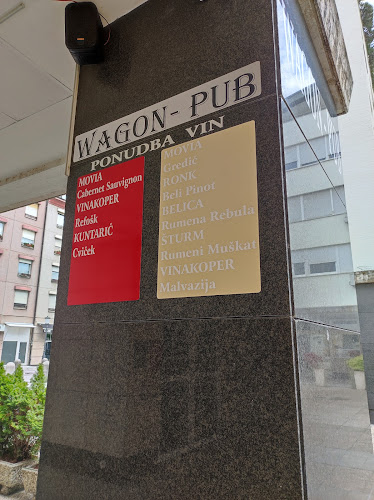 WAGON-PUB
PONUDBA VIN
MOVIA
Cabernet Sauvignon
VINAKOPER
Refošk
KUNTARIĆ
Cviček
MOVIA
Gredič
RONK
Beli Pinot
BELICA
Rumena Rebula
ŠTURM
Rumeni Muškat
VINAKOPER
Malvazija